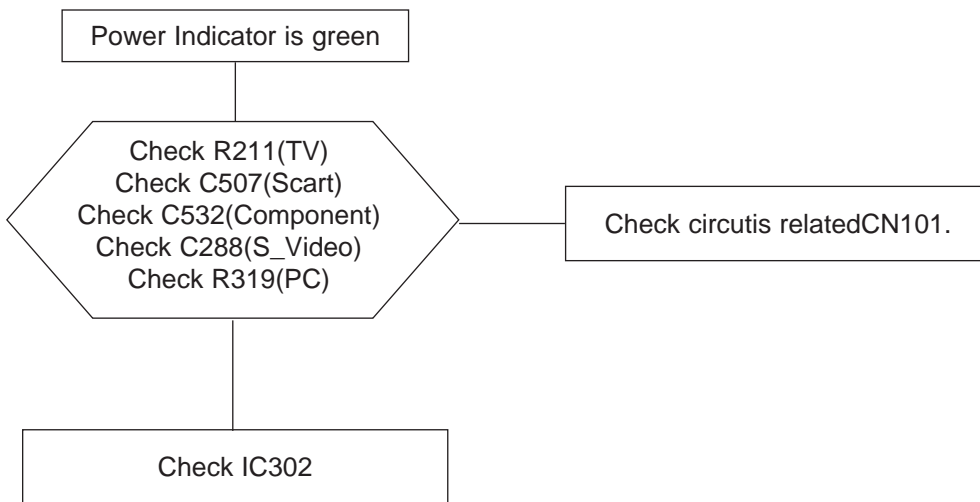 Power Indicator is green
Check R211(TV)
Check C507(Scart)
Check C532(Component)
Check C288(S_Video)
Check R319(PC)
Check circutis relatedCN101.
Check IC302